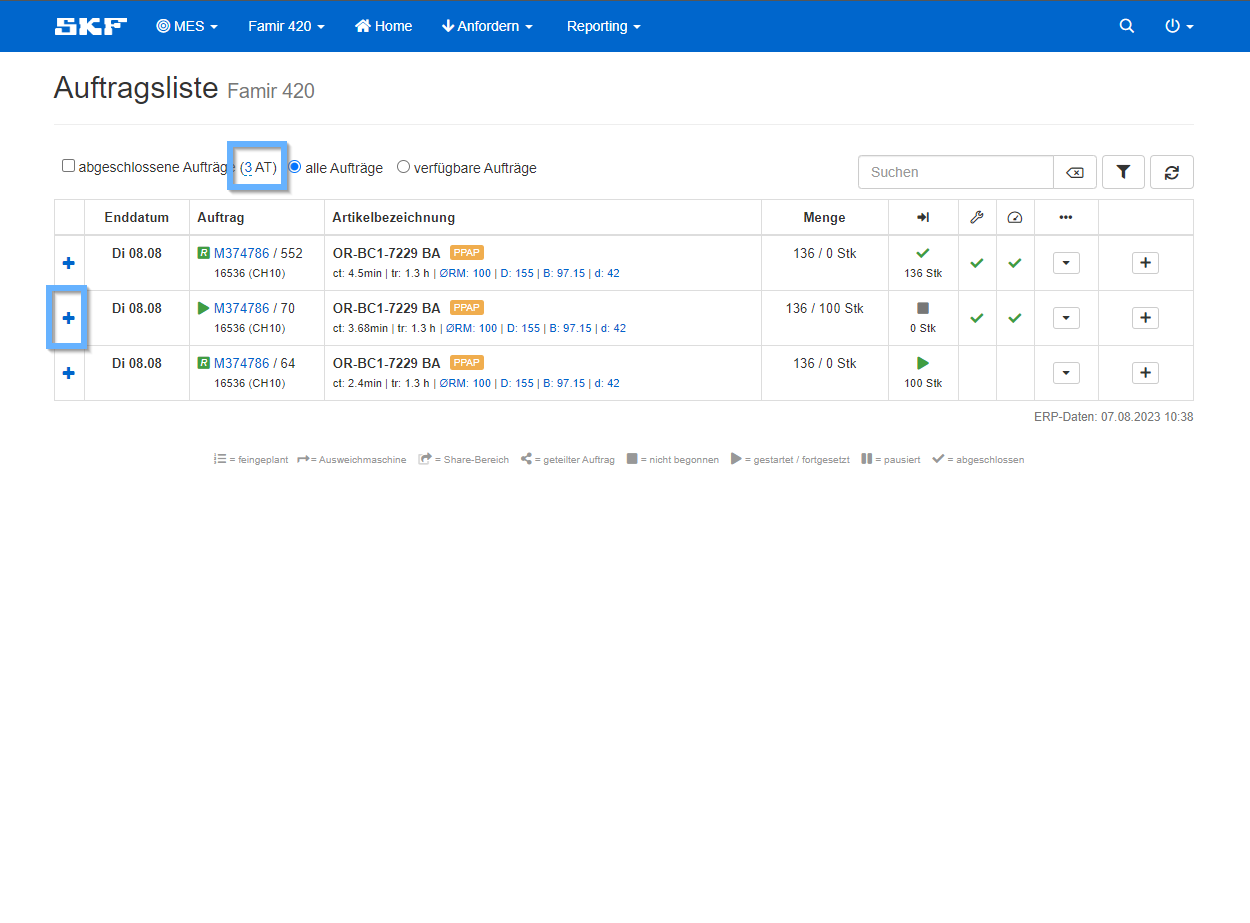 SKF MES Famir 420 Home Anfordern Reporting
Auftragsliste Famir 420
abgeschlossene Aufträge (3 AT) alle Aufträge verfügbare Aufträge Suchen
Enddatum Auftrag Artikelbezeichnung Menge
Di 08.08 R M374786 / 552 OR-BC1-7229 BA PPAP 136 / 0 Stk
16536 (CH10) ct: 4.5min | tr: 1.3 h | ØRM: 100 | D: 155 | B: 97.15 | d: 42 136 Stk
Di 08.08 M374786 / 70 OR-BC1-7229 BA PPAP 136 / 100 Stk
16536 (CH10) ct: 3.68min | tr: 1.3 h | ØRM: 100 | D: 155 | B: 97.15 | d: 42 0 Stk
Di 08.08 R M374786 / 64 OR-BC1-7229 BA PPAP 136 / 0 Stk
16536 (CH10) ct: 2.4min | tr: 1.3 h | ØRM: 100 | D: 155 | B: 97.15 | d: 42 100 Stk
ERP-Daten: 07.08.2023 10:38
= feingeplant = Ausweichmaschine = Share-Bereich = geteilter Auftrag = nicht begonnen = gestartet / fortgesetzt = pausiert = abgeschlossen